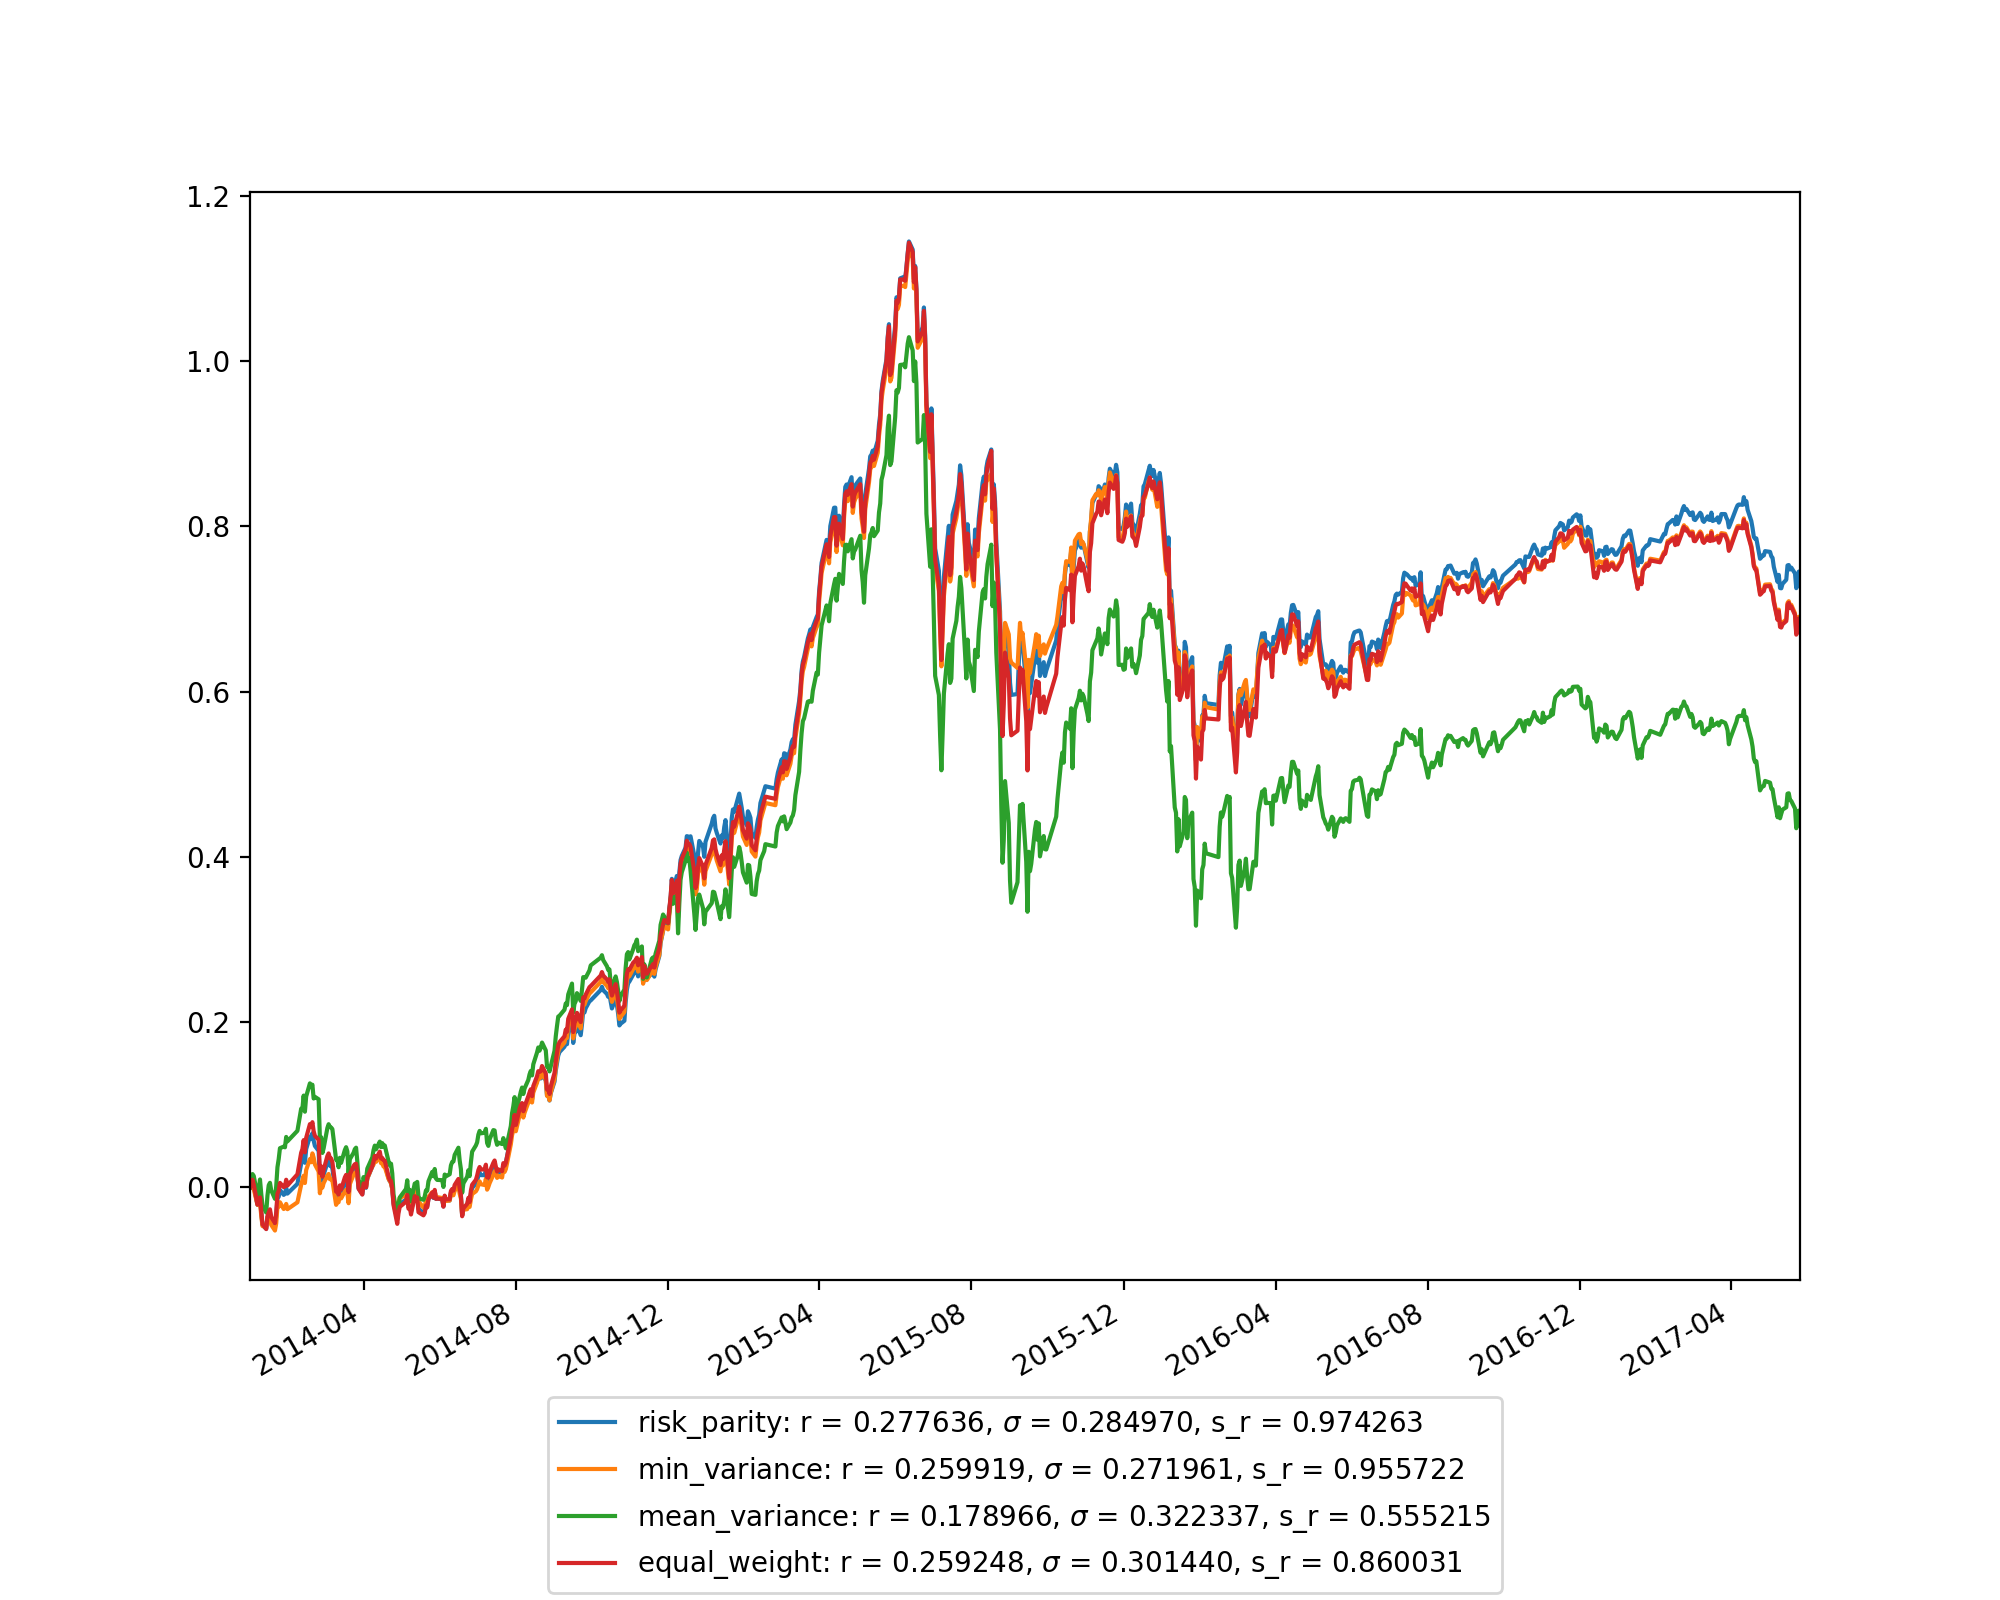 1.2
1.0
0.8
0.6
0.4
0.2
0.0
2014-04 2014-08 2014-12 2015-04 2015-08 2015-12 2016-04 2016-08 2016-12 2017-04
risk_parity: r = 0.277636, σ = 0.284970, s_r = 0.974263
min_variance: r = 0.259919, σ = 0.271961, s_r = 0.955722
mean_variance: r = 0.178966, σ = 0.322337, s_r = 0.555215
equal_weight: r = 0.259248, σ = 0.301440, s_r = 0.860031